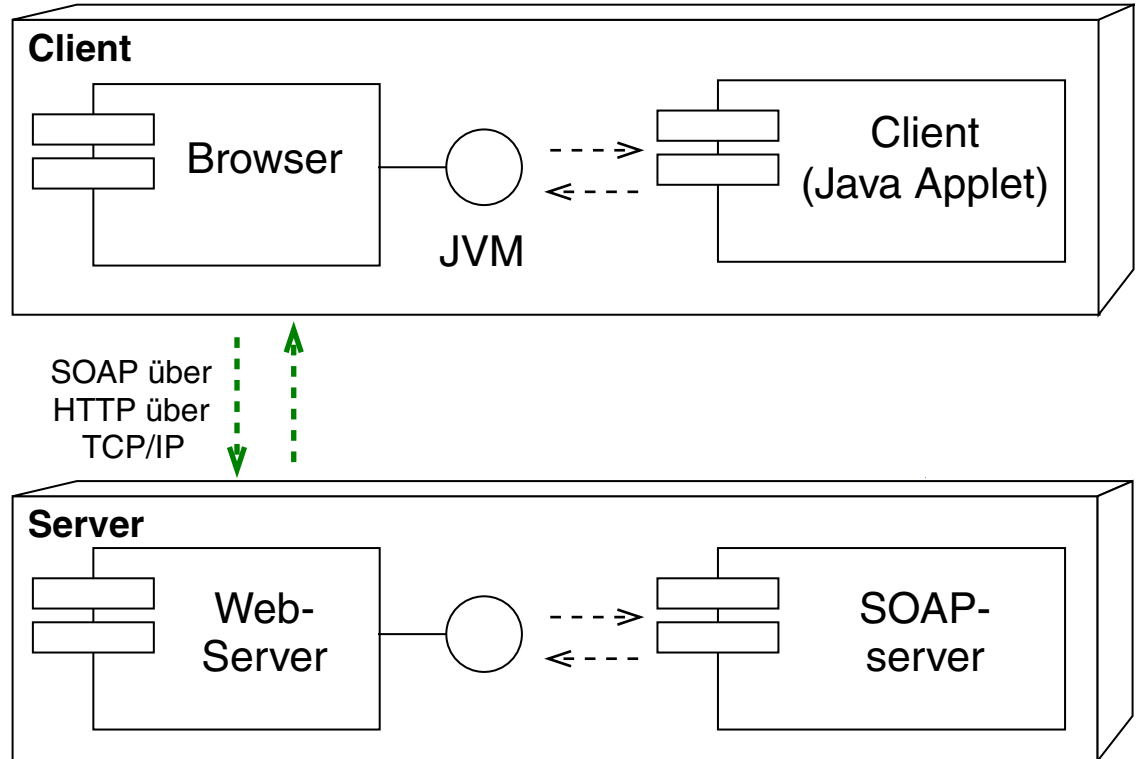 Client
Browser
Client
(Java Applet)
JVM
SOAP über
HTTP über
TCP/IP
Server
Web-
Server
SOAP-
server